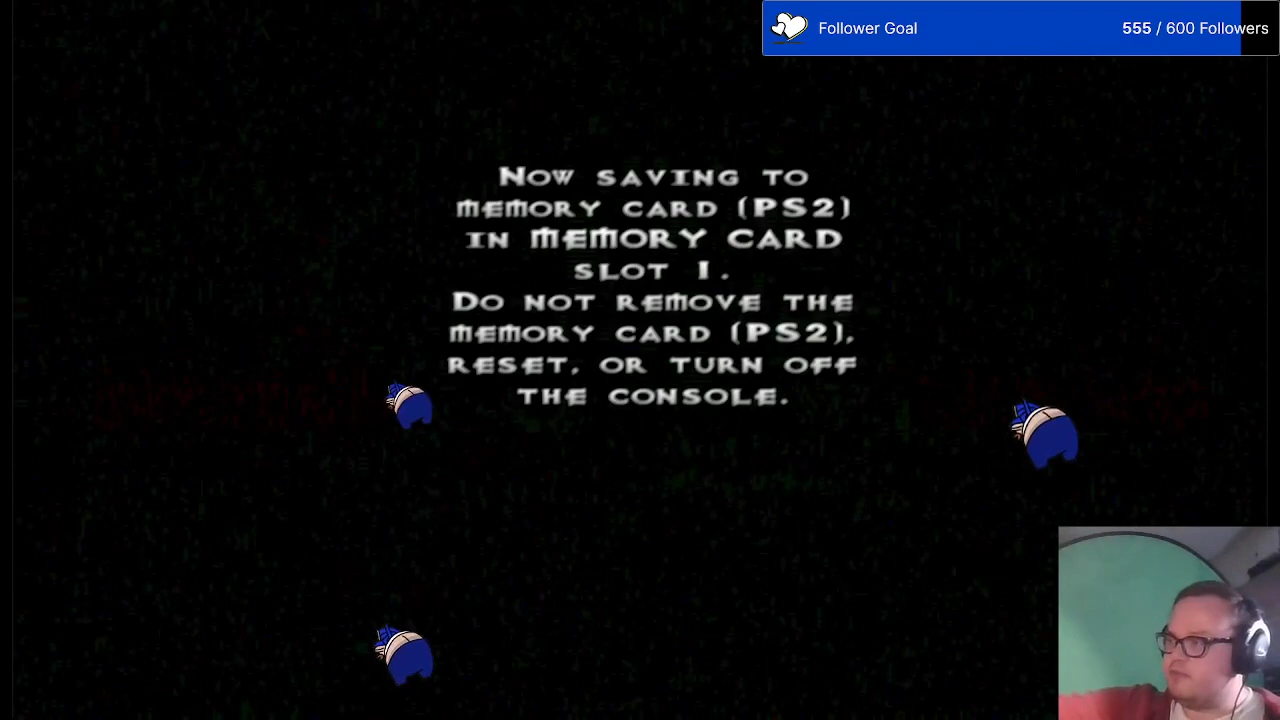 Follower Goal
555 / 600 Followers
Now saving to
memory card (PS2)
in MEMORY CARD
slot 1.
Do not remove the
memory card (PS2),
reset, or turn off
the console.